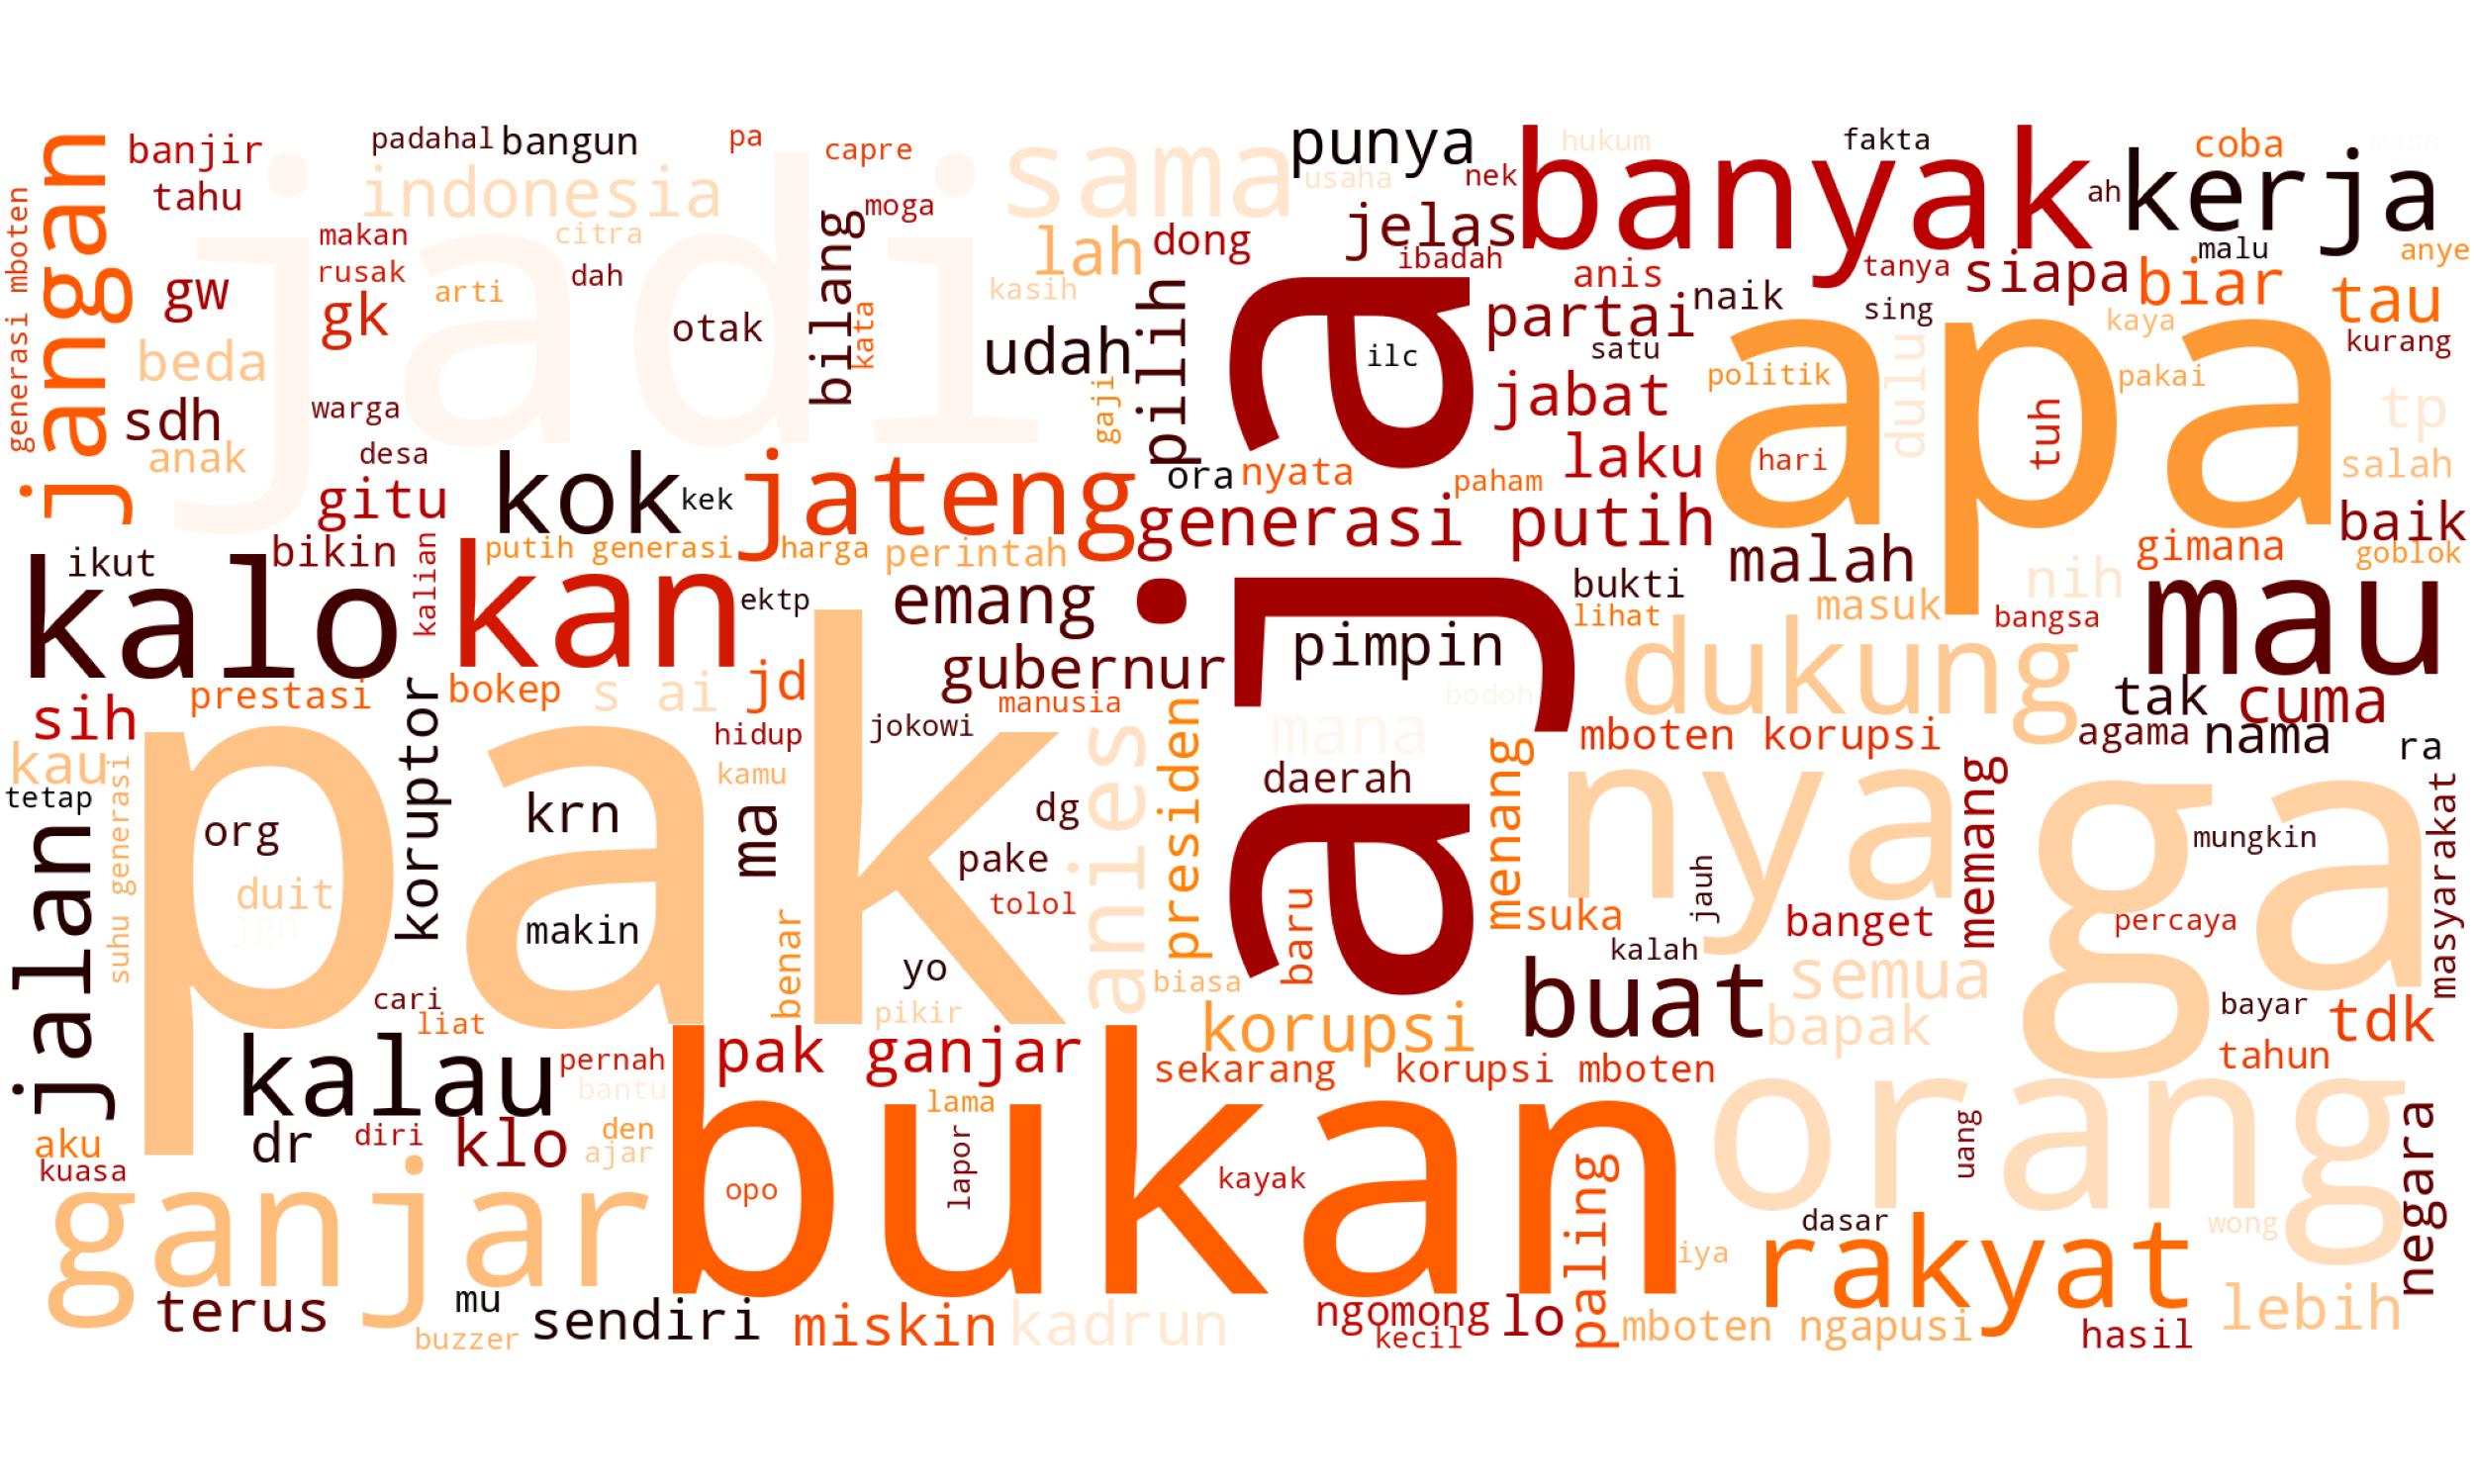 jangan
generasi mboten
banjir
tahu
padahal
bangun
pa
capre
indonesia
jadi
sama
punya
hukum
usaha
nek
banyak
fakta
ah
kerja
coba
malu
anye
makan
citra
rusak
arti
dah
bilang
moga
lah
dong
jelas
ibadah
anis
tanya
siapa
biar
tau
gw
gk
kasih
kata
otak
udah
pilih
ilc
partai
naik
satu
sing
kaya
kurang
beda
sdh
anak
warga
desa
gaji
a
jabat
politik
apa
dulu
tuh
pakai
tp
hari
laku
salah
gitu
kok
kek
jateng
ora
nyata
paham
generasi putih
baik
ikut
bikin
kalian
putih generasi
harga
perintah
malah
nih
gimana
goblok
kalo
kan
ektp
emang
aja
bukti
lihat
masuk
bangsa
mau
gubernur
pimpin
dukung
sih
prestasi
bokep
s ai
jd
manusia
bodoh
tak
cuma
kau
koruptor
hidup
jokowi
mana
mboten korupsi
agama
nama
ra
tetap
suhu generasi
pak
kamu
anies
presiden
daerah
menang
nya
memang
ga
masyarakat
jalan
org
krn
ma
dg
pake
mungkin
duit
makin
tolol
baru
suka
jauh
banget
percaya
benar
yo
biasa
kalah
semua
cari
liat
pikir
korupsi
buat
bapak
bayar
tdk
kalau
pernah
pak ganjar
sekarang
korupsi mboten
tahun
bantu
lama
orang
aku
dr
diri
klo
den
ajar
bukan
lapor
uang
negara
kuasa
ganjar
opo
kayak
paling
dasar
wong
iya
rakyat
terus
mu
buzzer
sendiri
miskin
kadrun
ngomong
kecil
lo
mboten ngapusi
hasil
lebih